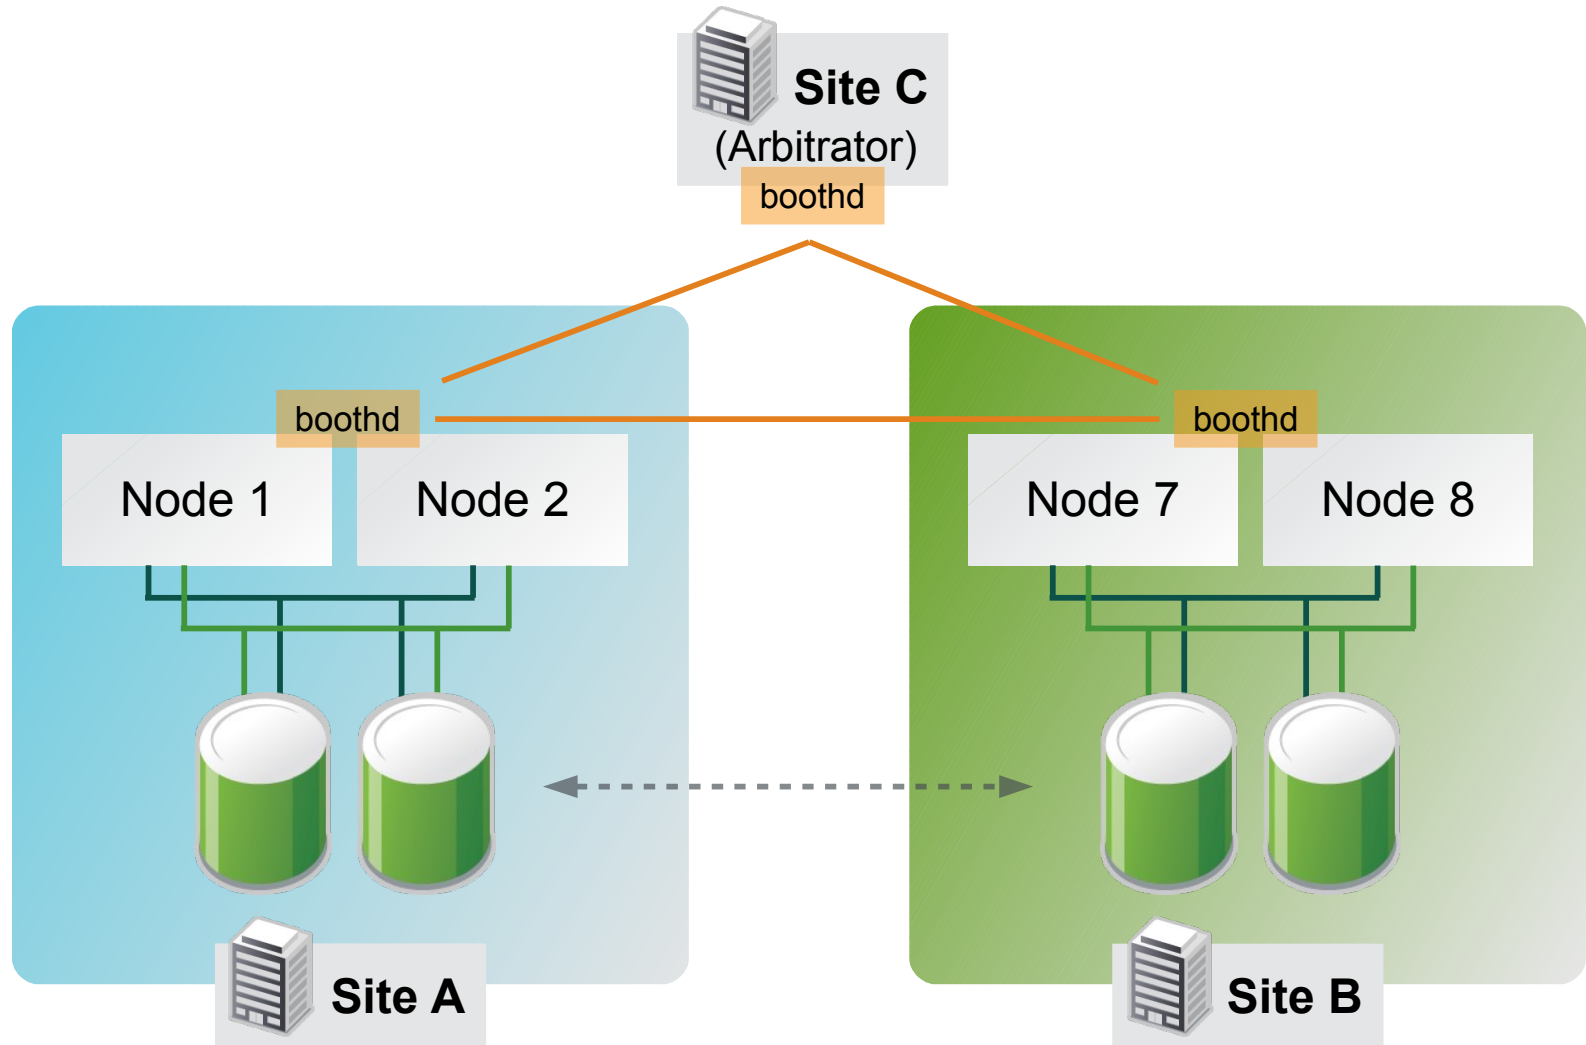 Site C
(Arbitrator)
boothd
boothd
boothd
Node 1
Node 2
Node 7
Node 8
Site A
Site B